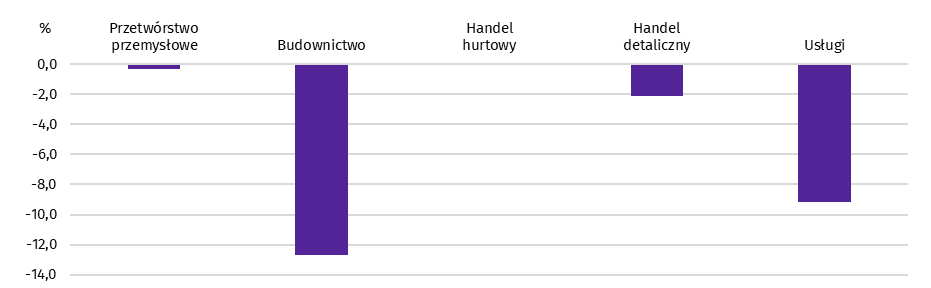 %
Przetwórstwo
przemysłowe
Budownictwo
Handel
hurtowy
Handel
detaliczny
Usługi
0,0
-2,0
-4,0
-6,0
-8,0
-10,0
-12,0
-14,0